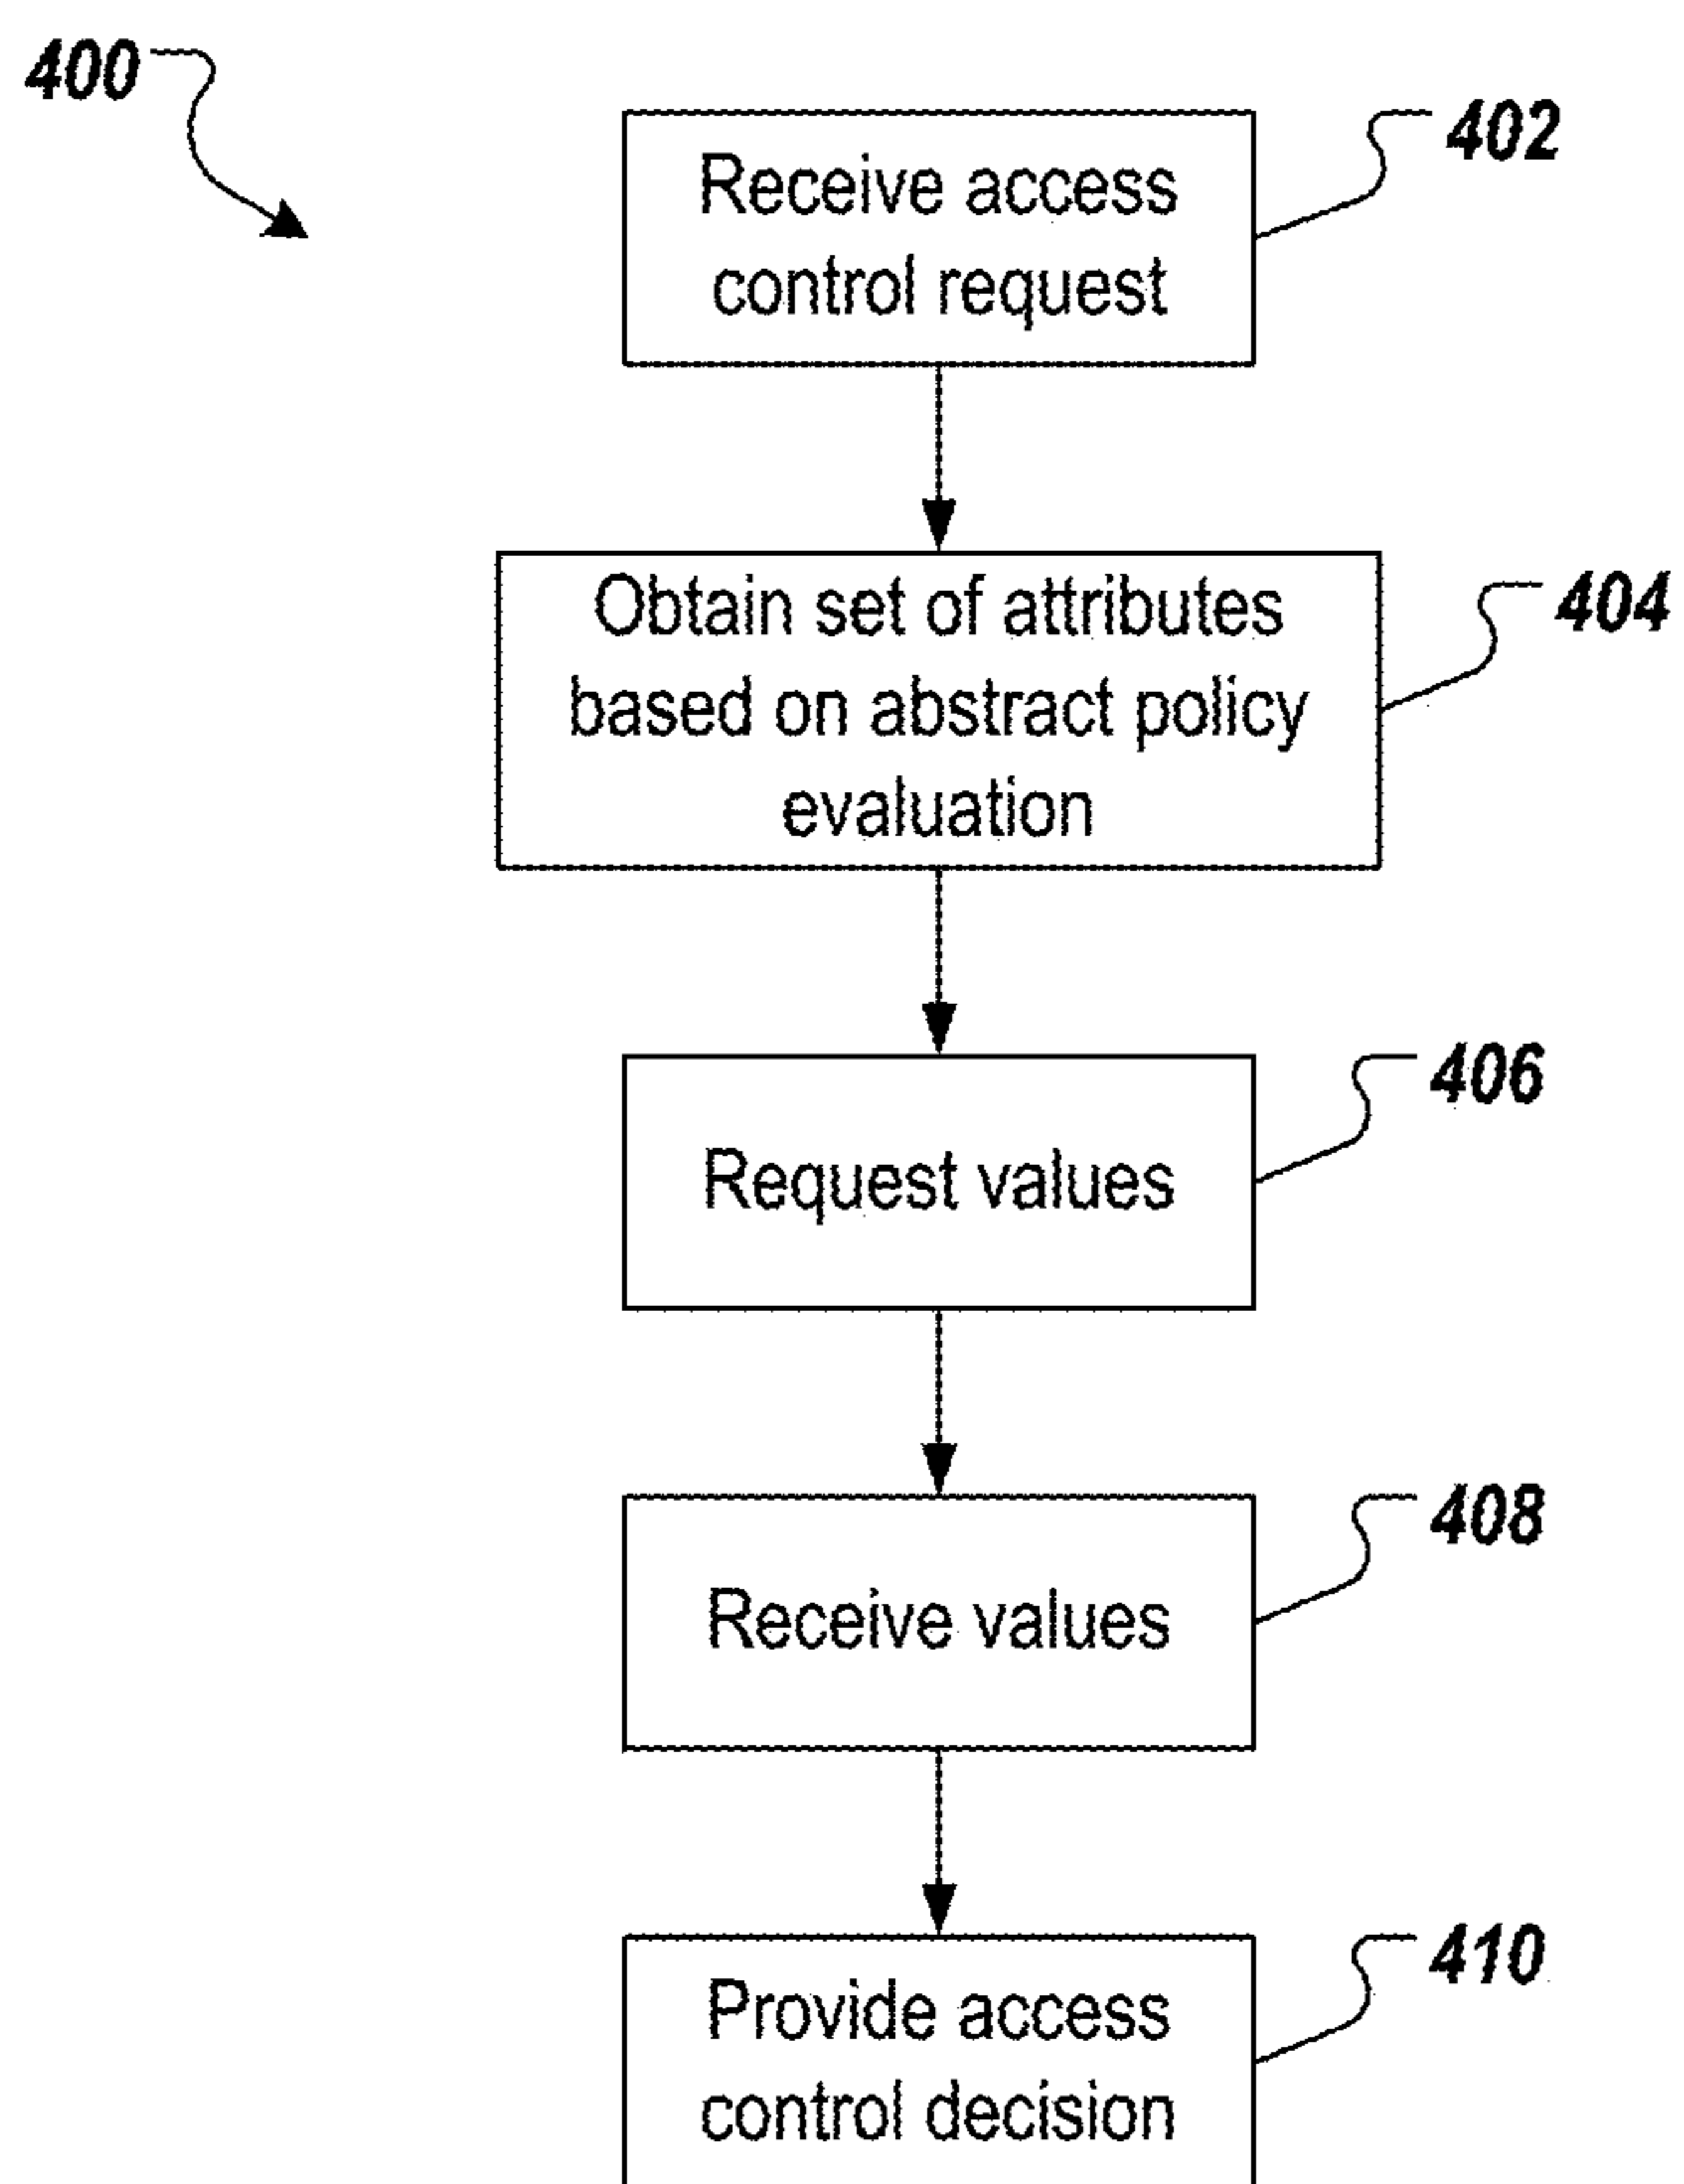 400
402
Receive access
control request
404
Obtain set of attributes
based on abstract policy
evaluation
406
Request values
408
Receive values
410
Provide access
control decision